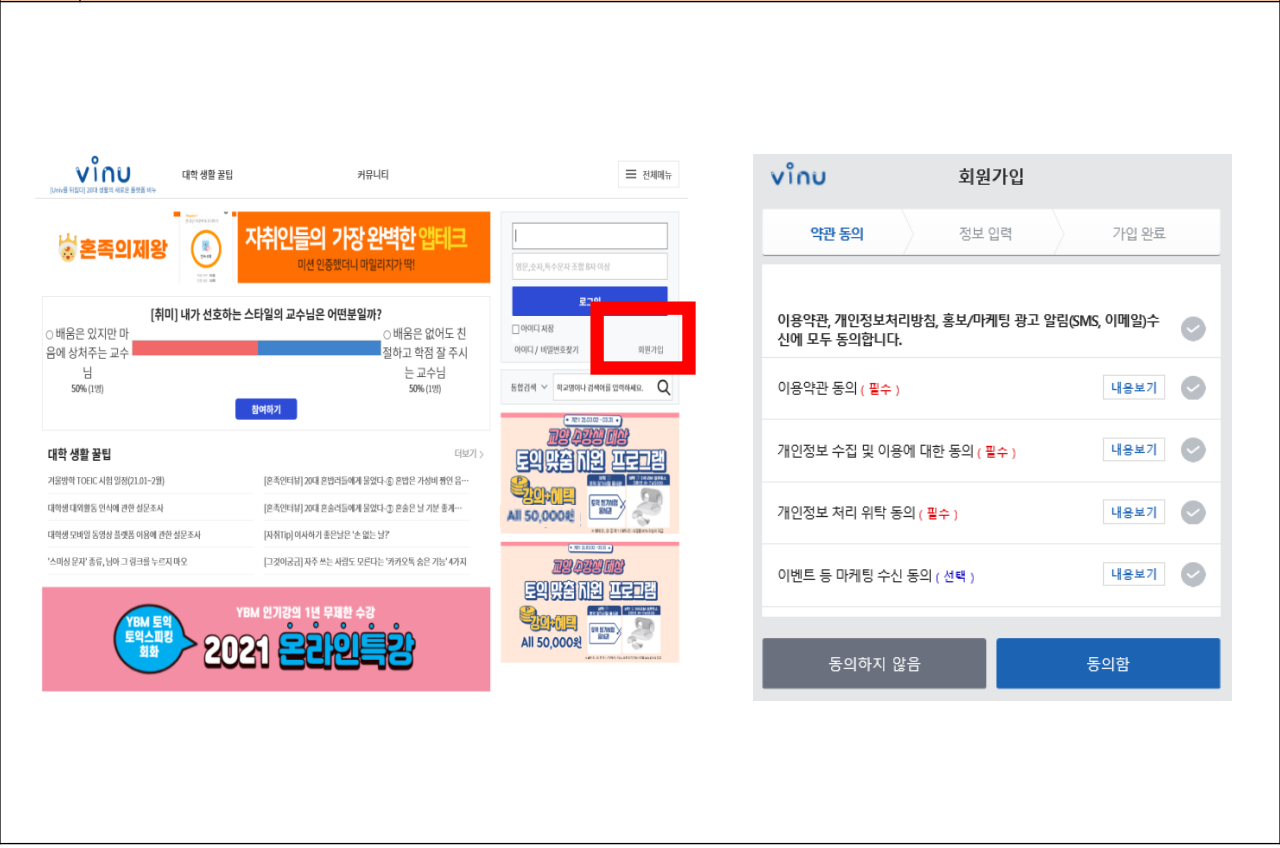 vinu
[Univ를 뒤집다] 20대 생활의 새로운 플랫폼 비누
대학 생활 꿀팁
커뮤니티
전체메뉴
혼족의제왕
자취인들의 가장 완벽한 앱테크
미션 인증했더니 마일리지가 딱!
영문,숫자,특수문자 조합 8자 이상
로그인
아이디 저장
아이디 / 비밀번호찾기
회원가입
[취미] 내가 선호하는 스타일의 교수님은 어떤분일까?
배움은 있지만 마
음에 상처주는 교수
님
50% (1명)
배움은 없어도 친
절하고 학점 잘 주시
는 교수님
50% (1명)
참여하기
통합검색
학교명이나 검색어를 입력하세요.
대학 생활 꿀팁
더보기 >
겨울방학 TOEIC 시험 일정(21.01~2월)
[혼족인터뷰] 20대 혼밥러들에게 물었다-⑤ 혼밥은 가성비 짱인 음…
대학생 대외활동 인식에 관한 설문조사
[혼족인터뷰] 20대 혼술러들에게 물었다-③ 혼술은 날 기분 좋게…
대학생 모바일 동영상 플랫폼 이용에 관한 설문조사
[자취Tip] 이사하기 좋은날은 '손 없는 날?'
'스미싱 문자' 종류, 님아 그 링크를 누르지 마오
[그것이궁금] 자주 쓰는 사람도 모른다는 '카카오톡 숨은 기능' 4가지
교양 수강생 대상
토익 맞춤 지원 프로그램
강의+혜택
All 50,000원
교양 수강생 대상
토익 맞춤 지원 프로그램
강의+혜택
All 50,000원
YBM 토익
토익스피킹
회화
YBM 인기강의 1년 무제한 수강
2021 온라인특강
vinu
회원가입
약관 동의
정보 입력
가입 완료
이용약관, 개인정보처리방침, 홍보/마케팅 광고 알림(SMS, 이메일)수
신에 모두 동의합니다.
이용약관 동의 ( 필수 )
내용보기
개인정보 수집 및 이용에 대한 동의 ( 필수 )
내용보기
개인정보 처리 위탁 동의 ( 필수 )
내용보기
이벤트 등 마케팅 수신 동의 ( 선택 )
내용보기
동의하지 않음
동의함